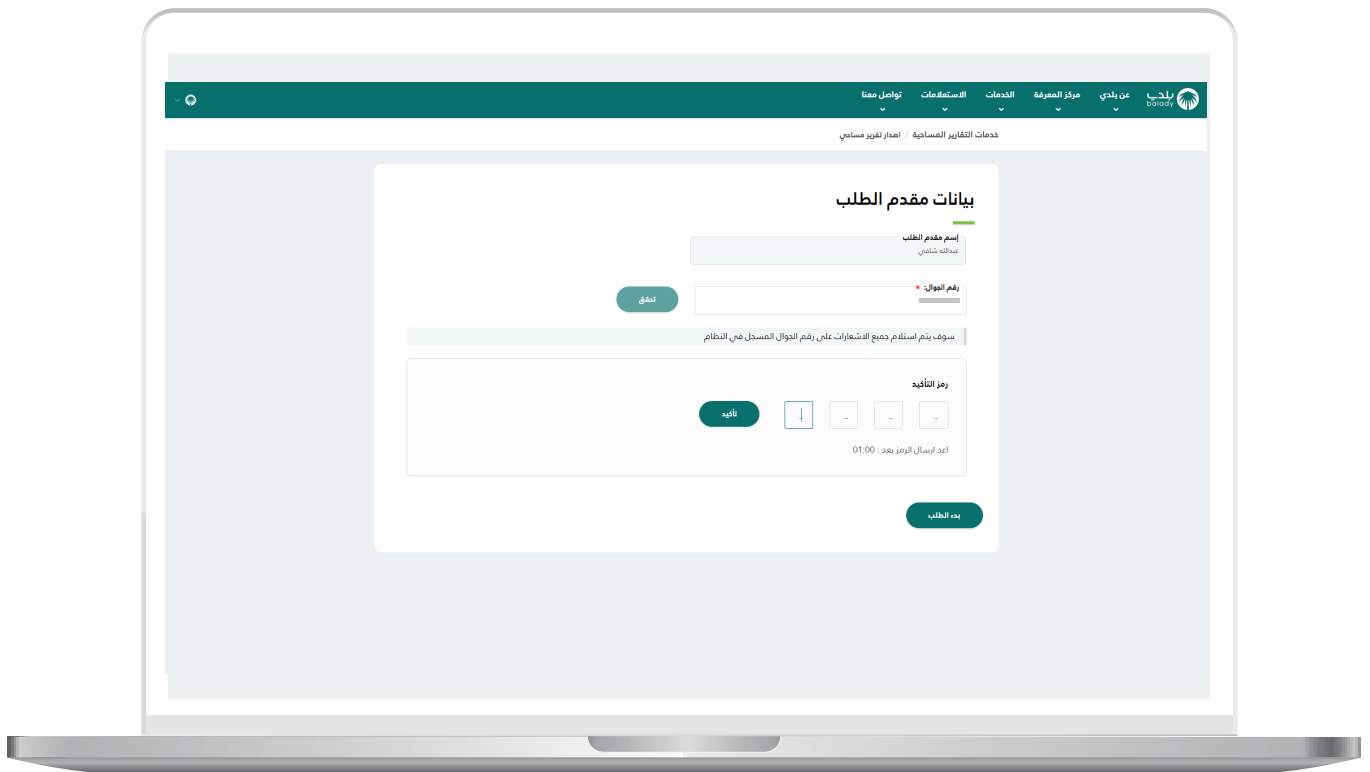 بلدي
balady
عن بلدي
مركز المعرفة
الخدمات
الاستعلامات
تواصل معنا
خدمات التقارير المساحية / اصدار تقرير مساحي
بيانات مقدم الطلب
إسم مقدم الطلب
عبدالله شافي
رقم الجوال: *
تحقق
سوف يتم استلام جميع الاشعارات على رقم الجوال المسجل في النظام
رمز التأكيد
تأكيد
اعد ارسال الرمز بعد : 01:00
بدء الطلب